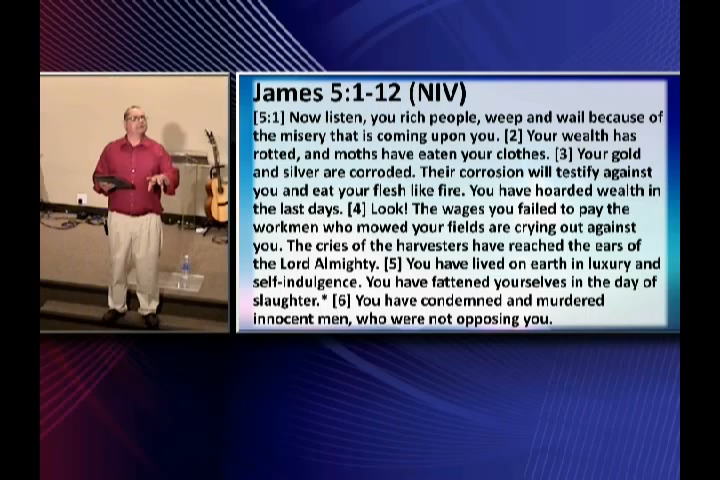 James 5:1-12 (NIV)
[5:1] Now listen, you rich people, weep and wail because of
the misery that is coming upon you. [2] Your wealth has
rotted, and moths have eaten your clothes. [3] Your gold
and silver are corroded. Their corrosion will testify against
you and eat your flesh like fire. You have hoarded wealth in
the last days. [4] Look! The wages you failed to pay the
workmen who mowed your fields are crying out against
you. The cries of the harvesters have reached the ears of
the Lord Almighty. [5] You have lived on earth in luxury and
self-indulgence. You have fattened yourselves in the day of
slaughter.* [6] You have condemned and murdered
innocent men, who were not opposing you.